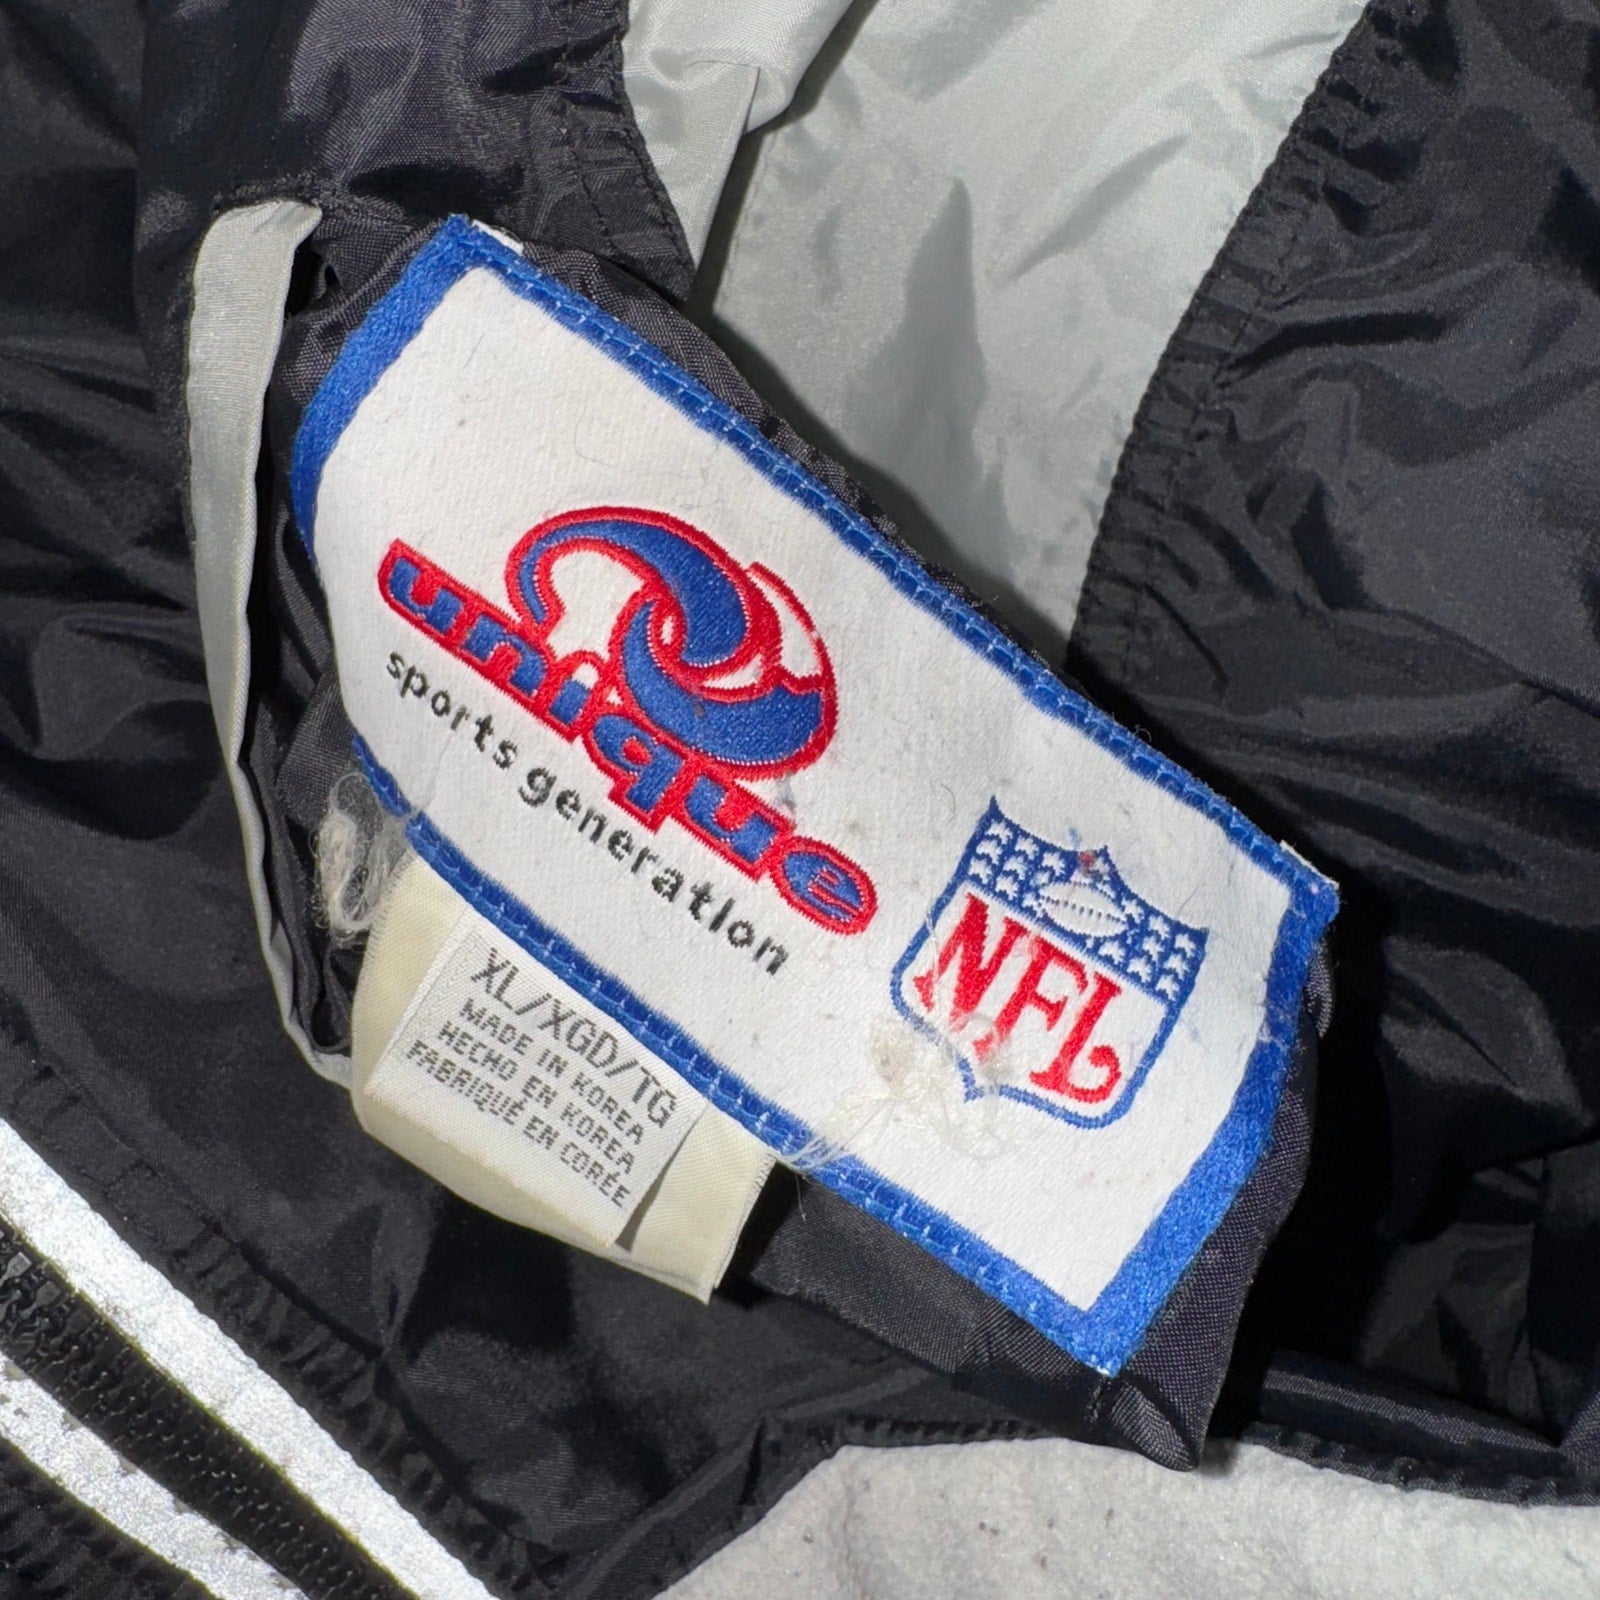 unique
sports generation
NFL
XL/XGD/TG
MADE IN KOREA
HECHO EN KOREA
FABRIQUÉ EN CORÉE